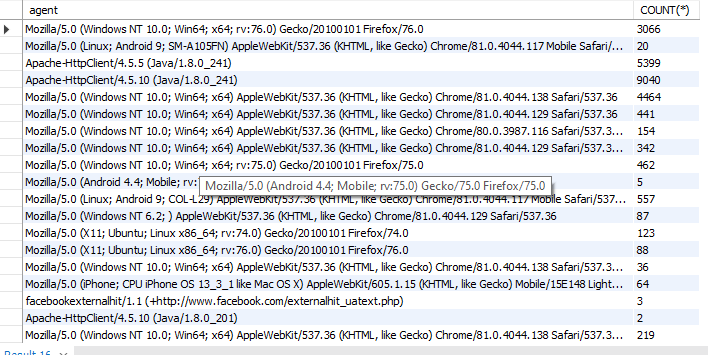 agent COUNT(*)
Mozilla/5.0 (Windows NT 10.0; Win64; x64; rv:76.0) Gecko/20100101 Firefox/76.0 3066
Mozilla/5.0 (Linux; Android 9; SM-A105FN) AppleWebKit/537.36 (KHTML, like Gecko) Chrome/81.0.4044.117 Mobile Safari/... 20
Apache-HttpClient/4.5.5 (Java/1.8.0_241) 5399
Apache-HttpClient/4.5.10 (Java/1.8.0_241) 9040
Mozilla/5.0 (Windows NT 10.0; Win64; x64) AppleWebKit/537.36 (KHTML, like Gecko) Chrome/81.0.4044.138 Safari/537.36 4464
Mozilla/5.0 (Windows NT 10.0; Win64; x64) AppleWebKit/537.36 (KHTML, like Gecko) Chrome/81.0.4044.129 Safari/537.36 441
Mozilla/5.0 (Windows NT 10.0; Win64; x64) AppleWebKit/537.36 (KHTML, like Gecko) Chrome/80.0.3987.116 Safari/537.3... 154
Mozilla/5.0 (Windows NT 10.0; Win64; x64) AppleWebKit/537.36 (KHTML, like Gecko) Chrome/81.0.4044.129 Safari/537.3... 342
Mozilla/5.0 (Windows NT 10.0; Win64; x64; rv:75.0) Gecko/20100101 Firefox/75.0 462
Mozilla/5.0 (Android 4.4; Mobile; rv: 5
Mozilla/5.0 (Android 4.4; Mobile; rv:75.0) Gecko/75.0 Firefox/75.0
Mozilla/5.0 (Linux; Android 9; COL-L29) AppleWebKit/537.36 (KHTML, like Gecko) Chrome/81.0.4044.117 Mobile Safari/5... 557
Mozilla/5.0 (Windows NT 6.2; ) AppleWebKit/537.36 (KHTML, like Gecko) Chrome/81.0.4044.129 Safari/537.36 87
Mozilla/5.0 (X11; Ubuntu; Linux x86_64; rv:74.0) Gecko/20100101 Firefox/74.0 123
Mozilla/5.0 (X11; Ubuntu; Linux x86_64; rv:76.0) Gecko/20100101 Firefox/76.0 88
Mozilla/5.0 (Windows NT 10.0; Win64; x64) AppleWebKit/537.36 (KHTML, like Gecko) Chrome/81.0.4044.138 Safari/537.3... 36
Mozilla/5.0 (iPhone; CPU iPhone OS 13_3_1 like Mac OS X) AppleWebKit/605.1.15 (KHTML, like Gecko) Mobile/15E148 Light... 64
facebookexternalhit/1.1 (+http://www.facebook.com/externalhit_uatext.php) 3
Apache-HttpClient/4.5.10 (Java/1.8.0_201) 2
Mozilla/5.0 (Windows NT 10.0; Win64; x64) AppleWebKit/537.36 (KHTML, like Gecko) Chrome/81.0.4044.129 Safari/537.3... 219
Result 16